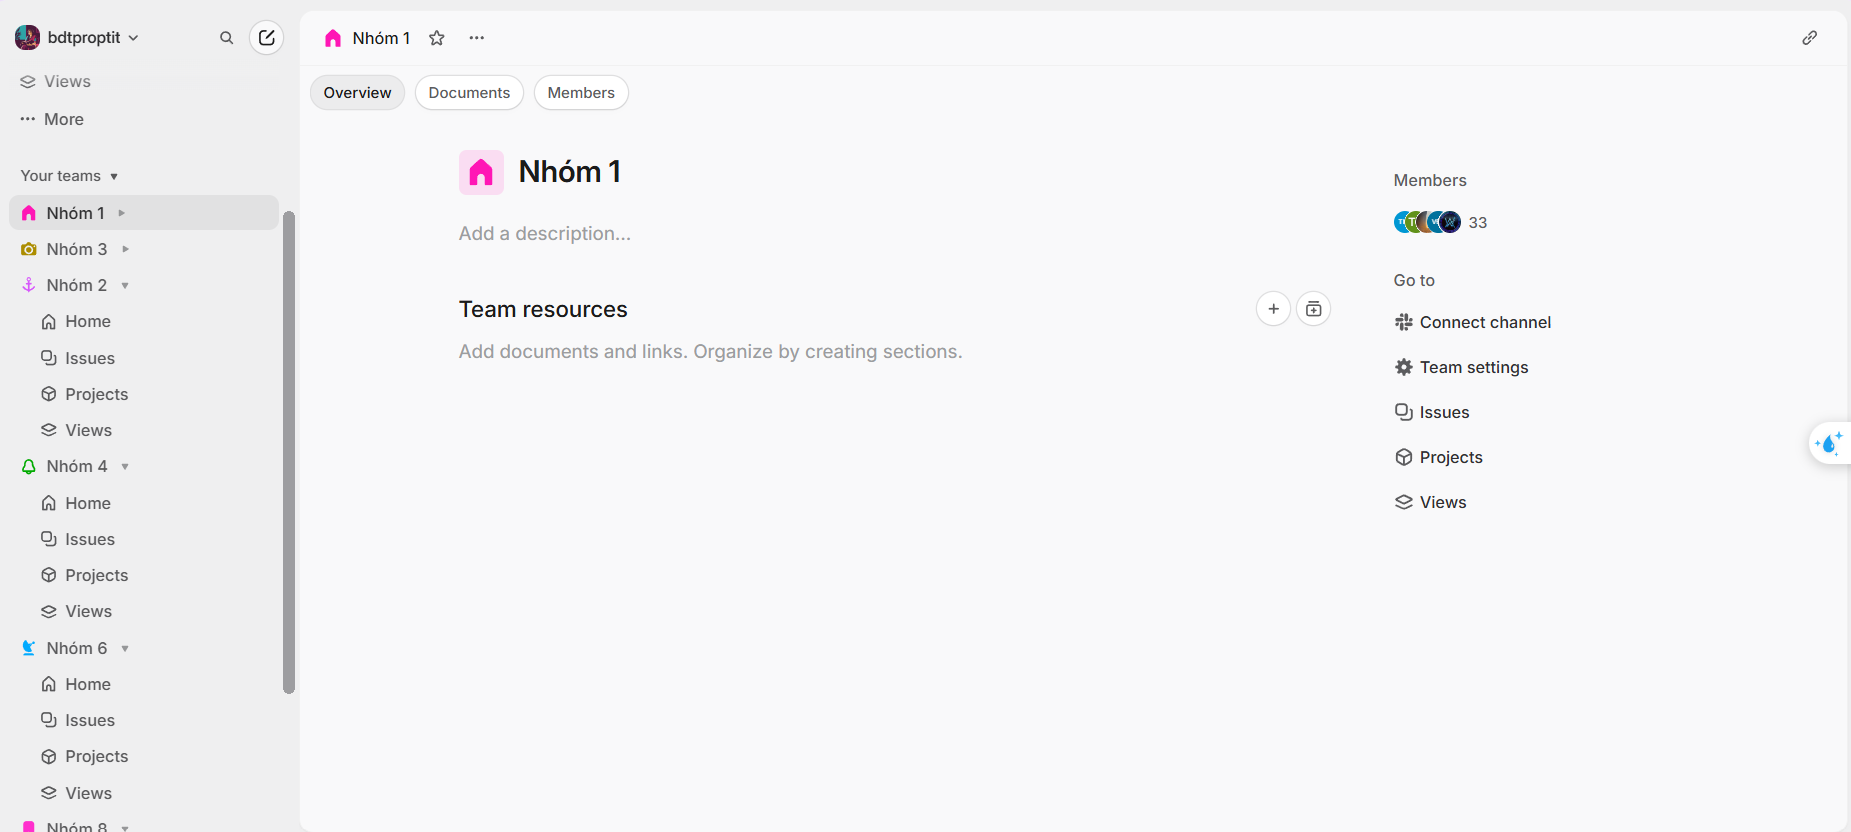 bdtproptit
Views
More
Your teams
Nhóm 1
Nhóm 3
Nhóm 2
Home
Issues
Projects
Views
Nhóm 4
Home
Issues
Projects
Views
Nhóm 6
Home
Issues
Projects
Views
Nhóm 8
Nhóm 1
Overview
Documents
Members
Nhóm 1
Add a description...
Team resources
Add documents and links. Organize by creating sections.
Members
33
Go to
Connect channel
Team settings
Issues
Projects
Views